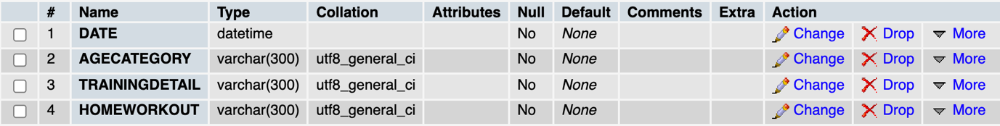 # Name Type Collation Attributes Null Default Comments Extra Action
1 DATE datetime No None Change Drop More
2 AGECATEGORY varchar(300) utf8_general_ci No None Change Drop More
3 TRAININGDETAIL varchar(300) utf8_general_ci No None Change Drop More
4 HOMEWORKOUT varchar(300) utf8_general_ci No None Change Drop More